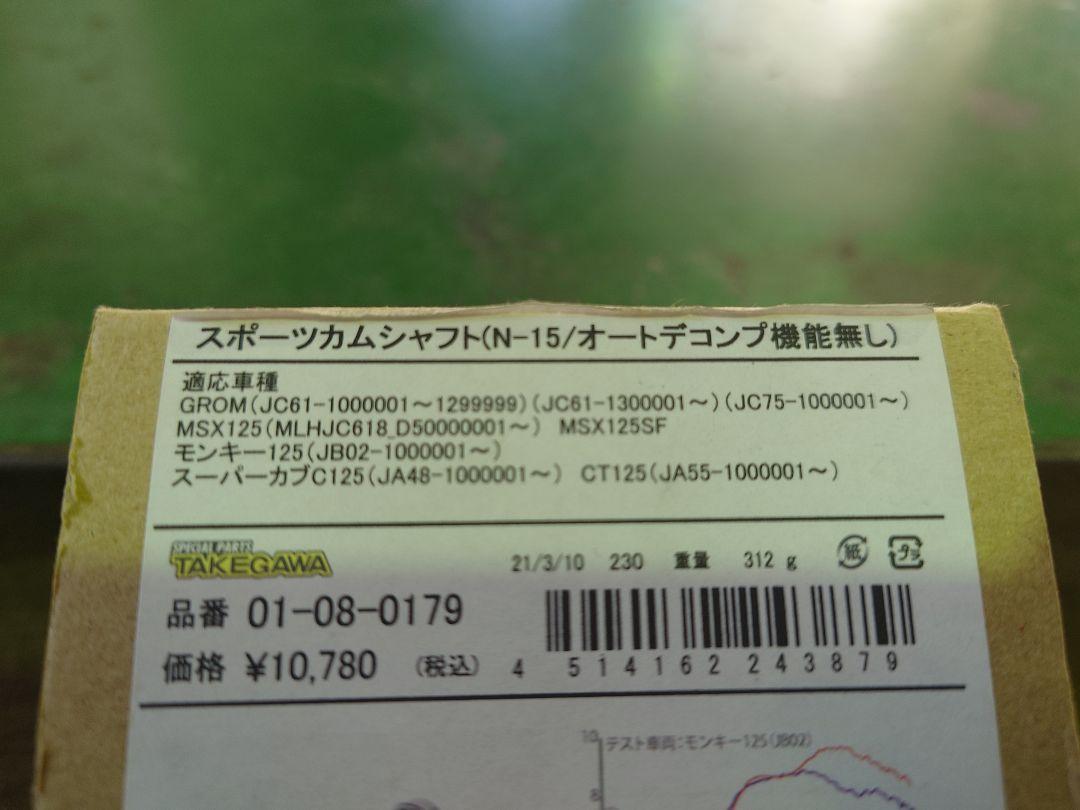 スポーツカムシャフト(N-15/オートデコンプ機能無し)
適応車種
GROM(JC61-1000001～1299999)(JC61-1300001～)(JC75-1000001～)
MSX125(MLHJC618_D50000001～) MSX125SF
モンキー125(JB02-1000001～)
スーパーカブC125(JA48-1000001～) CT125(JA55-1000001～)
SPECIAL PARTS
TAKEGAWA 21/3/10 230 重量 312 g 紙 プラ
品番 01-08-0179
価格 ¥10,780 (税込) 4 514162 243879
10 テスト車両:モンキー125(JB02)
8